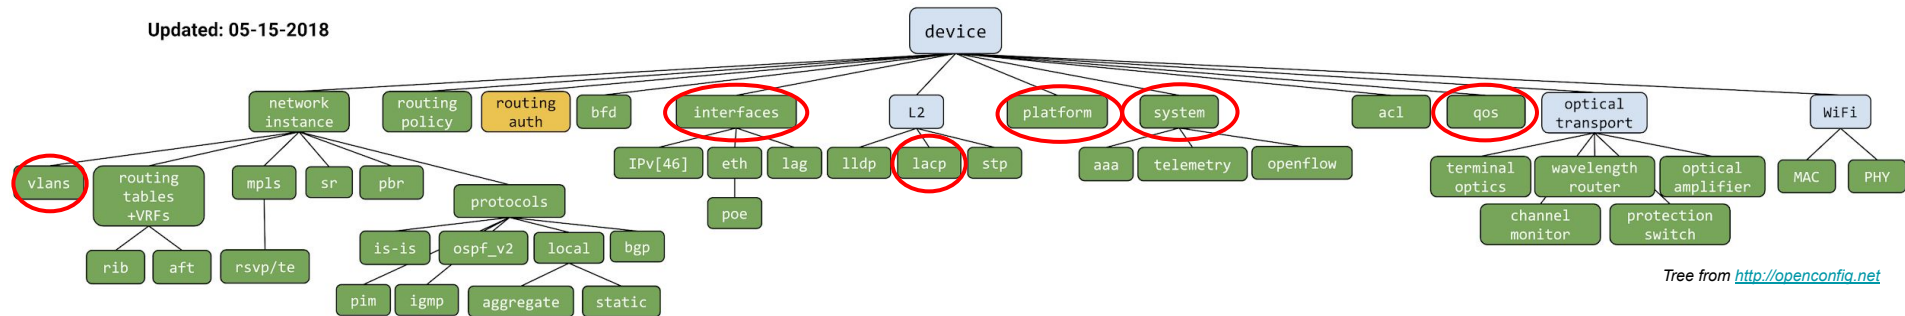 Updated: 05-15-2018
device
network
instance
routing
policy
routing
auth
bfd
interfaces
L2
platform
system
acl
qos
optical
transport
WiFi
vlans
routing
tables
+VRFs
mpls
sr
pbr
protocols
IPv[46]
eth
lag
lldp
lacp
stp
aaa
telemetry
openflow
terminal
optics
wavelength
router
optical
amplifier
MAC
PHY
poe
channel
monitor
protection
switch
rib
aft
rsvp/te
is-is
ospf_v2
local
bgp
pim
igmp
aggregate
static
Tree from http://openconfig.net